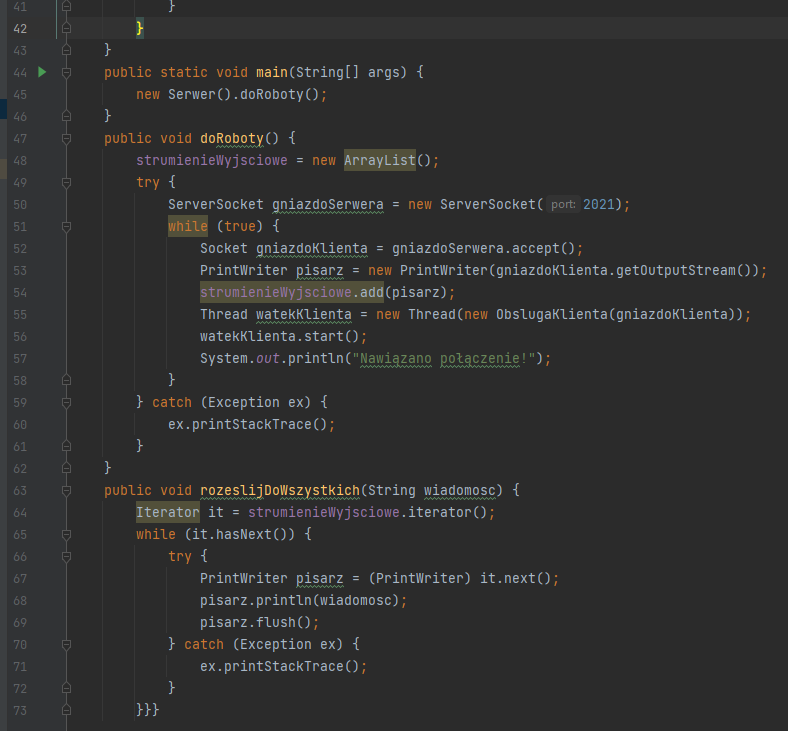 41 }
42 }
43 }
44 public static void main(String[] args) {
45 new Serwer().doRoboty();
46 }
47 public void doRoboty() {
48 strumienieWyjsciowe = new ArrayList();
49 try {
50 ServerSocket gniazdoSerwera = new ServerSocket( port: 2021);
51 while (true) {
52 Socket gniazdoKlienta = gniazdoSerwera.accept();
53 PrintWriter pisarz = new PrintWriter(gniazdoKlienta.getOutputStream());
54 strumienieWyjsciowe.add(pisarz);
55 Thread watekKlienta = new Thread(new ObslugaKlienta(gniazdoKlienta));
56 watekKlienta.start();
57 System.out.println("Nawiązano połączenie!");
58 }
59 } catch (Exception ex) {
60 ex.printStackTrace();
61 }
62 }
63 public void rozeslijDoWszystkich(String wiadomosc) {
64 Iterator it = strumienieWyjsciowe.iterator();
65 while (it.hasNext()) {
66 try {
67 PrintWriter pisarz = (PrintWriter) it.next();
68 pisarz.println(wiadomosc);
69 pisarz.flush();
70 } catch (Exception ex) {
71 ex.printStackTrace();
72 }
73 }}}